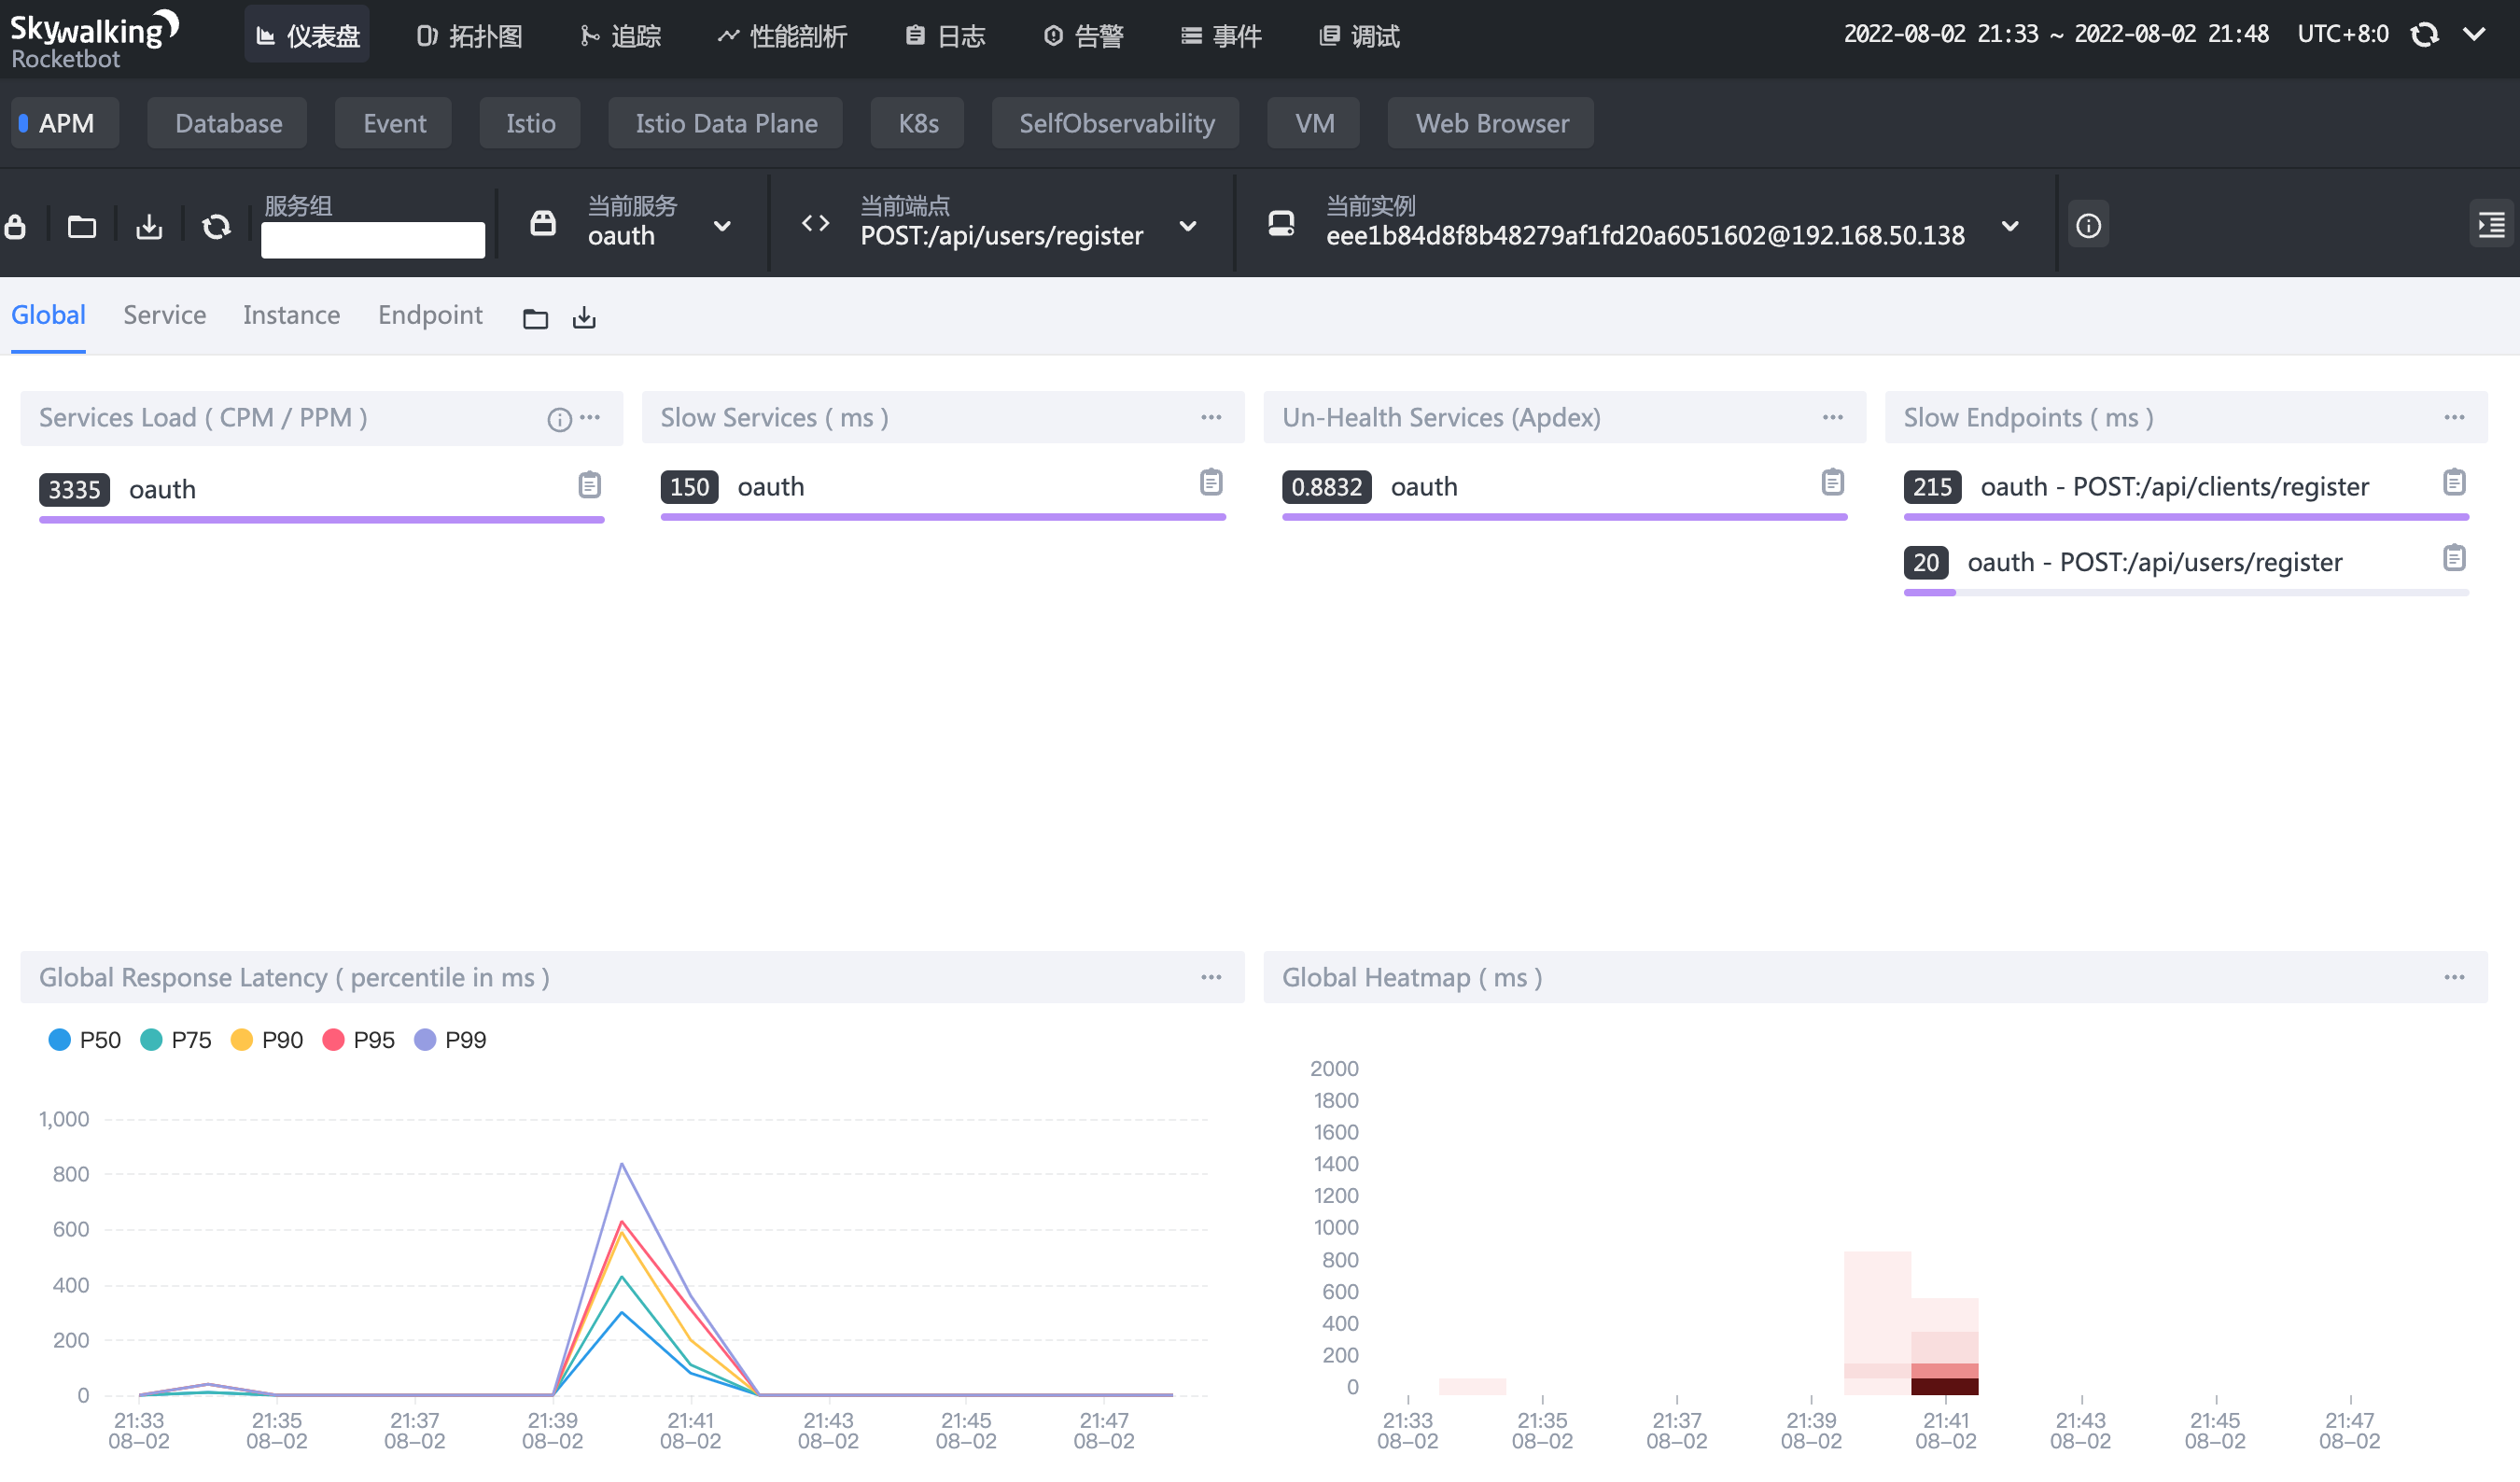 Skywalking
Rocketbot
仪表盘 拓扑图 追踪 性能剖析 日志 告警 事件 调试
2022-08-02 21:33 ~ 2022-08-02 21:48 UTC+8:0
APM Database Event Istio Istio Data Plane K8s SelfObservability VM Web Browser
服务组 当前服务 当前端点 当前实例
oauth POST:/api/users/register eee1b84d8f8b48279af1fd20a6051602@192.168.50.138
Global Service Instance Endpoint
Services Load ( CPM / PPM )
3335 oauth
Slow Services ( ms )
150 oauth
Un-Health Services (Apdex)
0.8832 oauth
Slow Endpoints ( ms )
215 oauth - POST:/api/clients/register
20 oauth - POST:/api/users/register
Global Response Latency ( percentile in ms )
P50 P75 P90 P95 P99
1,000
800
600
400
200
0
21:33 21:35 21:37 21:39 21:41 21:43 21:45 21:47
08-02 08-02 08-02 08-02 08-02 08-02 08-02 08-02
Global Heatmap ( ms )
2000
1800
1600
1400
1200
1000
800
600
400
200
0
21:33 21:35 21:37 21:39 21:41 21:43 21:45 21:47
08-02 08-02 08-02 08-02 08-02 08-02 08-02 08-02